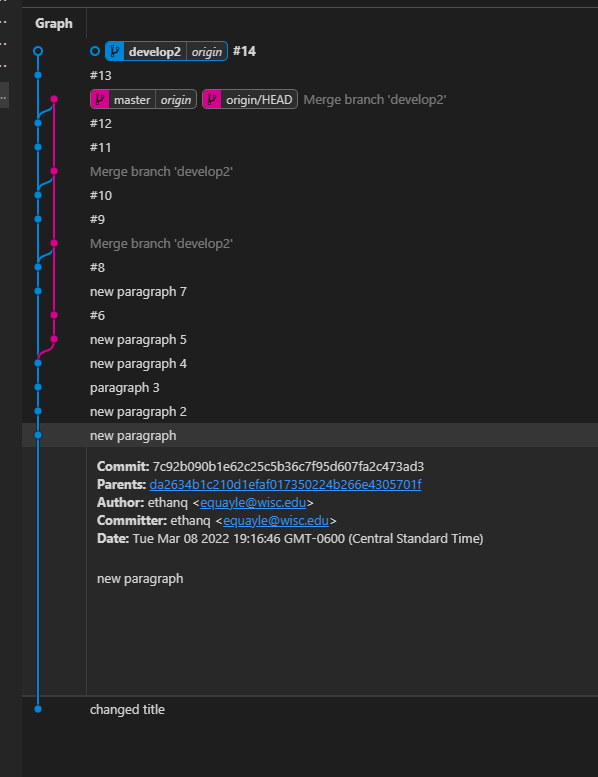 Graph
develop2 origin #14
#13
master origin origin/HEAD Merge branch 'develop2'
#12
#11
Merge branch 'develop2'
#10
#9
Merge branch 'develop2'
#8
new paragraph 7
#6
new paragraph 5
new paragraph 4
paragraph 3
new paragraph 2
new paragraph
Commit: 7c92b090b1e62c25c5b36c7f95d607fa2c473ad3
Parents: da2634b1c210d1efaf017350224b266e4305701f
Author: ethanq <equayle@wisc.edu>
Committer: ethanq <equayle@wisc.edu>
Date: Tue Mar 08 2022 19:16:46 GMT-0600 (Central Standard Time)
new paragraph
changed title